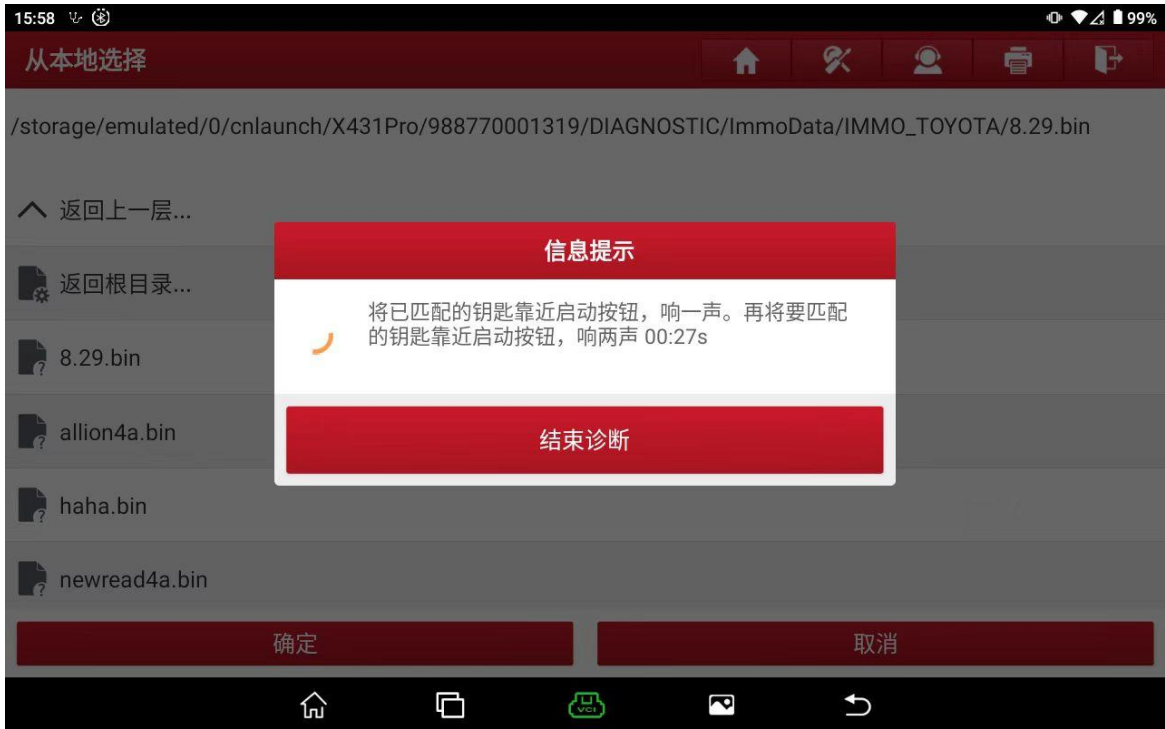 15:58
99%
从本地选择
/storage/emulated/0/cnlaunch/X431Pro/988770001319/DIAGNOSTIC/ImmoData/IMMO_TOYOTA/8.29.bin
返回上一层...
信息提示
返回根目录...
将已匹配的钥匙靠近启动按钮，响一声。再将要匹配
的钥匙靠近启动按钮，响两声 00:27s
8.29.bin
allion4a.bin
结束诊断
haha.bin
newread4a.bin
确定
取消
VCI